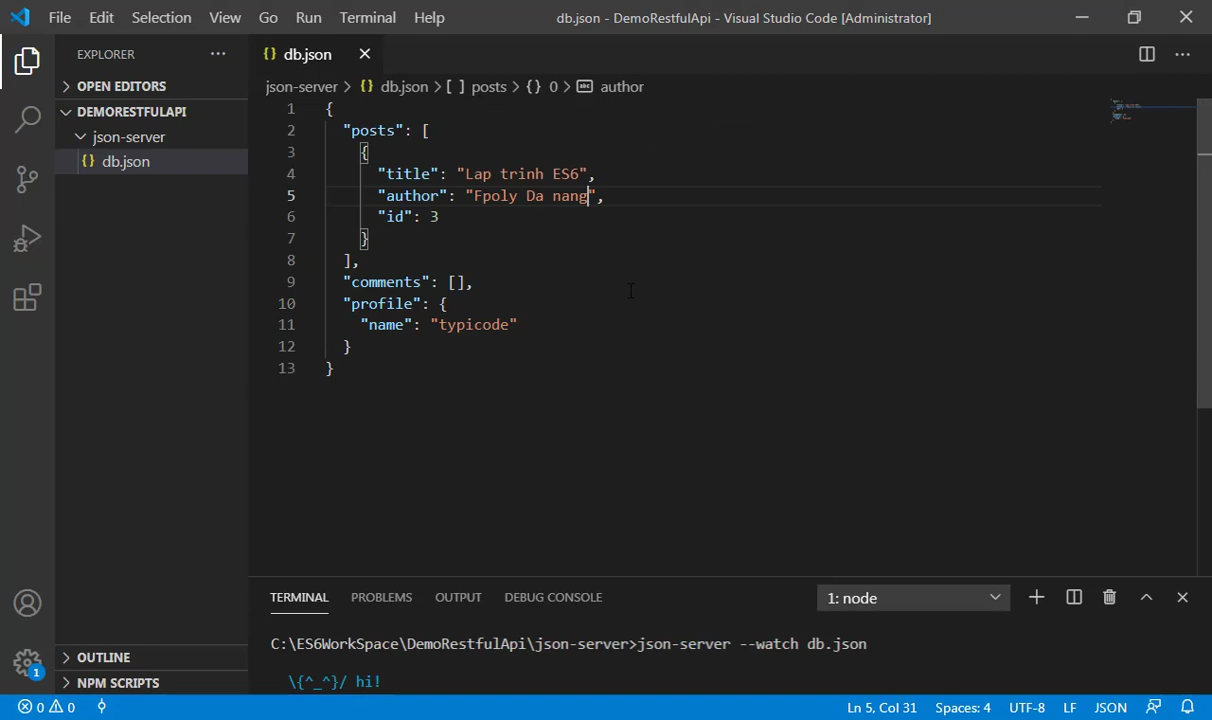 File Edit Selection View Go Run Terminal Help db.json - DemoRestfulApi - Visual Studio Code [Administrator]
EXPLORER ···
OPEN EDITORS
DEMORESTFULAPI
json-server
{} db.json
OUTLINE
NPM SCRIPTS
{} db.json
json-server > {} db.json > [ ] posts > {} 0 > abc author
1 {
2 "posts": [
3 {
4 "title": "Lap trinh ES6",
5 "author": "Fpoly Da nang",
6 "id": 3
7 }
8 ],
9 "comments": [],
10 "profile": {
11 "name": "typicode"
12 }
13 }
TERMINAL PROBLEMS OUTPUT DEBUG CONSOLE 1: node
C:\ES6WorkSpace\DemoRestfulApi\json-server>json-server --watch db.json
\{^_^}/ hi!
1
0 0 Ln 5, Col 31 Spaces: 4 UTF-8 LF JSON